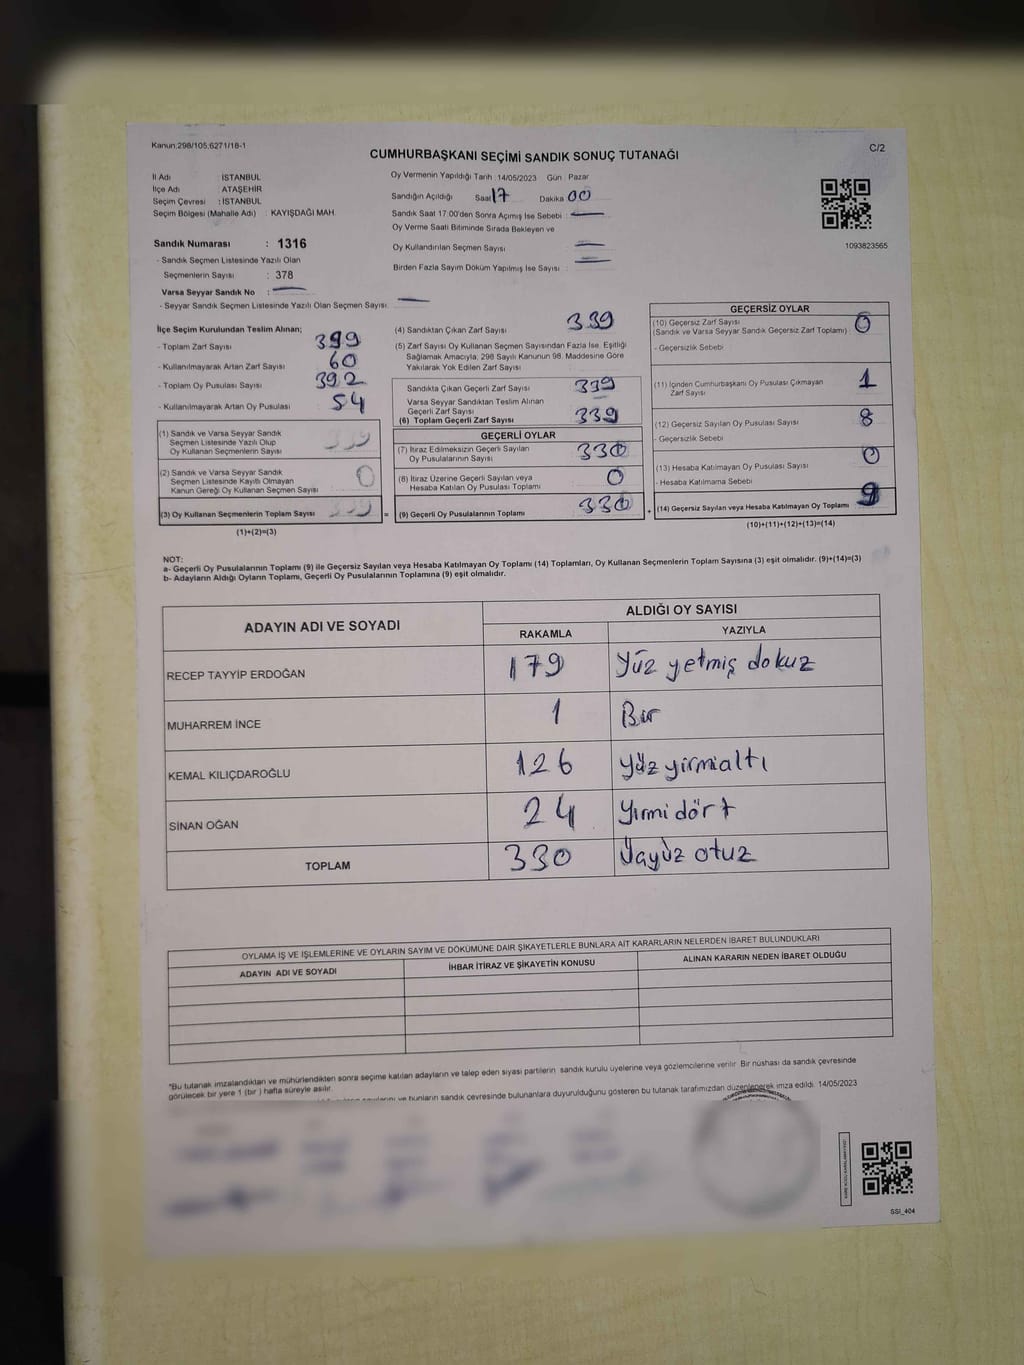 Kanun:298/105;6271/18-1
C/2
CUMHURBAŞKANI SEÇİMİ SANDIK SONUÇ TUTANAĞI
İl Adı : İSTANBUL
İlçe Adı : ATAŞEHİR
Seçim Çevresi : İSTANBUL
Seçim Bölgesi (Mahalle Adı) : KAYIŞDAĞI MAH.
Sandık Numarası : 1316
- Sandık Seçmen Listesinde Yazılı Olan
Seçmenlerin Sayısı : 378
Varsa Seyyar Sandık No :
- Seyyar Sandık Seçmen Listesinde Yazılı Olan Seçmen Sayısı:
Oy Vermenin Yapıldığı Tarih :14/05/2023 Gün : Pazar
Sandığın Açıldığı Saat 17 Dakika 00
Sandık Saat 17.00'den Sonra Açımış İse Sebebi :
Oy Verme Saati Bitiminde Sırada Bekleyen ve
Oy Kullandırılan Seçmen Sayısı
Birden Fazla Sayım Döküm Yapılmış İse Sayısı :
1093823565
İlçe Seçim Kurulundan Teslim Alınan;
- Toplam Zarf Sayısı 399
- Kullanılmayarak Artan Zarf Sayısı 60
- Toplam Oy Pusulası Sayısı 392
- Kullanılmayarak Artan Oy Pusulası 54
(1) Sandık ve Varsa Seyyar Sandık
Seçmen Listesinde Yazılı Olup
Oy Kullanan Seçmenlerin Sayısı 339
(2) Sandık ve Varsa Seyyar Sandık
Seçmen Listesinde Kayıtlı Olmayan
Kanun Gereği Oy Kullanan Seçmen Sayısı 0
(3) Oy Kullanan Seçmenlerin Toplam Sayısı 339
(1)+(2)=(3)
(4) Sandıktan Çıkan Zarf Sayısı 339
(5) Zarf Sayısı Oy Kullanan Seçmen Sayısından Fazla İse, Eşitliği
Sağlamak Amacıyla, 298 Sayılı Kanunun 98. Maddesine Göre
Yakılarak Yok Edilen Zarf Sayısı
Sandıkta Çıkan Geçerli Zarf Sayısı 339
Varsa Seyyar Sandıktan Teslim Alınan
Geçerli Zarf Sayısı
(6) Toplam Geçerli Zarf Sayısı 339
GEÇERLİ OYLAR
(7) İtiraz Edilmeksizin Geçerli Sayılan
Oy Pusulalarının Sayısı 330
(8) İtiraz Üzerine Geçerli Sayılan veya
Hesaba Katılan Oy Pusulası Toplamı 0
= (9) Geçerli Oy Pusulalarının Toplamı 330
GEÇERSİZ OYLAR
(10) Geçersiz Zarf Sayısı
(Sandık ve Varsa Seyyar Sandık Geçersiz Zarf Toplamı) 0
- Geçersizlik Sebebi
(11) İçinden Cumhurbaşkanı Oy Pusulası Çıkmayan
Zarf Sayısı 1
(12) Geçersiz Sayılan Oy Pusulası Sayısı 8
- Geçersizlik Sebebi
(13) Hesaba Katılmayan Oy Pusulası Sayısı 0
- Hesaba Katılmama Sebebi
+ (14) Geçersiz Sayılan veya Hesaba Katılmayan Oy Toplamı 9
(10)+(11)+(12)+(13)=(14)
NOT:
a- Geçerli Oy Pusulalarının Toplamı (9) ile Geçersiz Sayılan veya Hesaba Katılmayan Oy Toplamı (14) Toplamları, Oy Kullanan Seçmenlerin Toplam Sayısına (3) eşit olmalıdır. (9)+(14)=(3)
b- Adayların Aldığı Oyların Toplamı, Geçerli Oy Pusulalarının Toplamına (9) eşit olmalıdır.
ADAYIN ADI VE SOYADI ALDIĞI OY SAYISI
RAKAMLA YAZIYLA
RECEP TAYYİP ERDOĞAN 179 Yüz yetmiş dokuz
MUHARREM İNCE 1 Bir
KEMAL KILIÇDAROĞLU 126 Yüz yirmialtı
SİNAN OĞAN 24 Yirmi dört
TOPLAM 330 Üçyüz otuz
OYLAMA İŞ VE İŞLEMLERİNE VE OYLARIN SAYIM VE DÖKÜMÜNE DAİR ŞİKAYETLERLE BUNLARA AİT KARARLARIN NELERDEN İBARET BULUNDUKLARI
ADAYIN ADI VE SOYADI İHBAR İTİRAZ VE ŞİKAYETİN KONUSU ALINAN KARARIN NEDEN İBARET OLDUĞU
"Bu tutanak imzalandıktan ve mühürlendikten sonra seçime katılan adayların ve talep eden siyasi partilerin sandık kurulu üyelerine veya gözlemcilerine verilir. Bir nüshası da sandık çevresinde
görülecek bir yere 1 (bir) hafta süreyle asılır.
ve bunların sandık çevresinde bulunanlara duyurulduğunu gösteren bu tutanak tarafımızdan düzenlenerek imza edildi. 14/05/2023
SSI_404